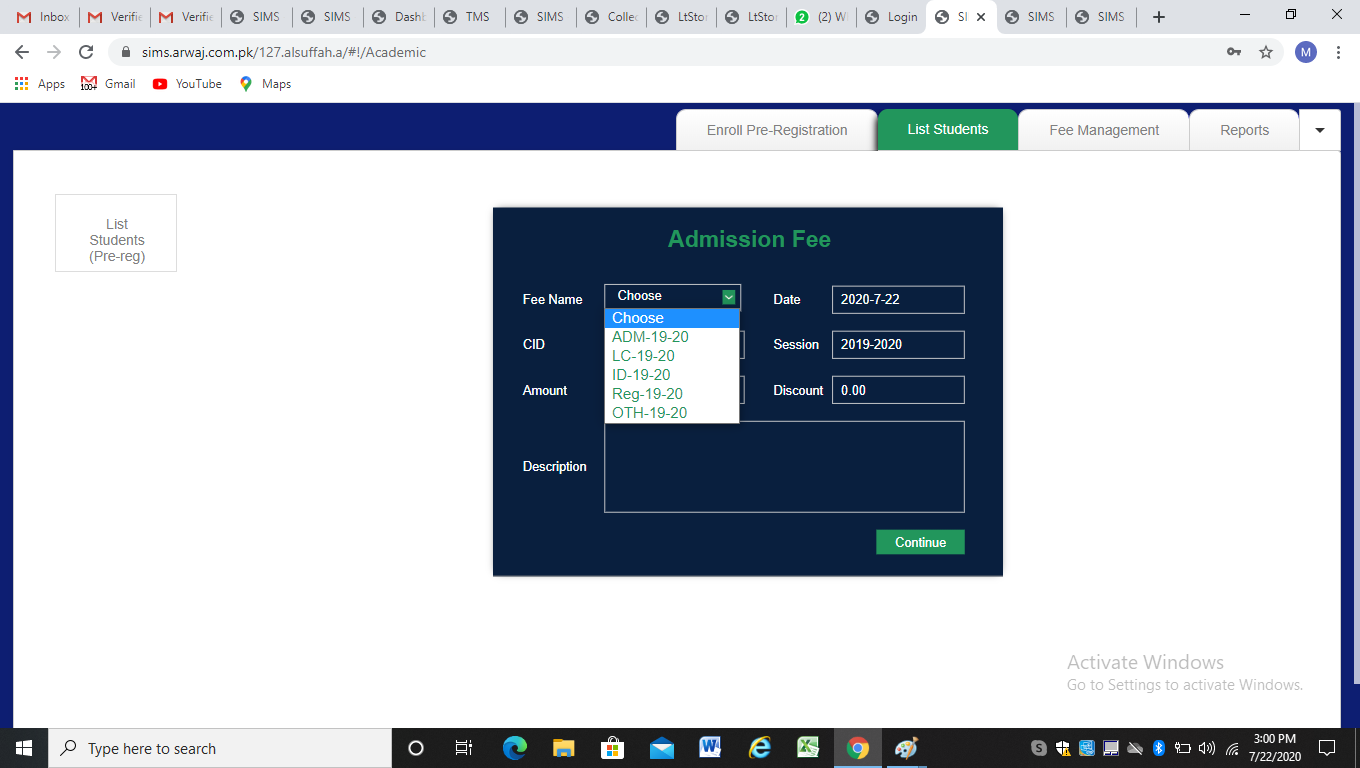 Inbox Verifie Verifie SIMS SIMS Dashb TMS SIMS Collec LtStor LtStor 2 (2) W Login SI SIMS SIMS
sims.arwaj.com.pk/127.alsuffah.a/#!/Academic M
Apps 100+ Gmail YouTube Maps
Enroll Pre-Registration List Students Fee Management Reports
List
Students
(Pre-reg)
Admission Fee
Fee Name Choose Date 2020-7-22
Choose
ADM-19-20
CID Session 2019-2020
LC-19-20
ID-19-20
Amount Discount 0.00
Reg-19-20
OTH-19-20
Description
Continue
Activate Windows
Go to Settings to activate Windows.
Type here to search
3:00 PM
7/22/2020